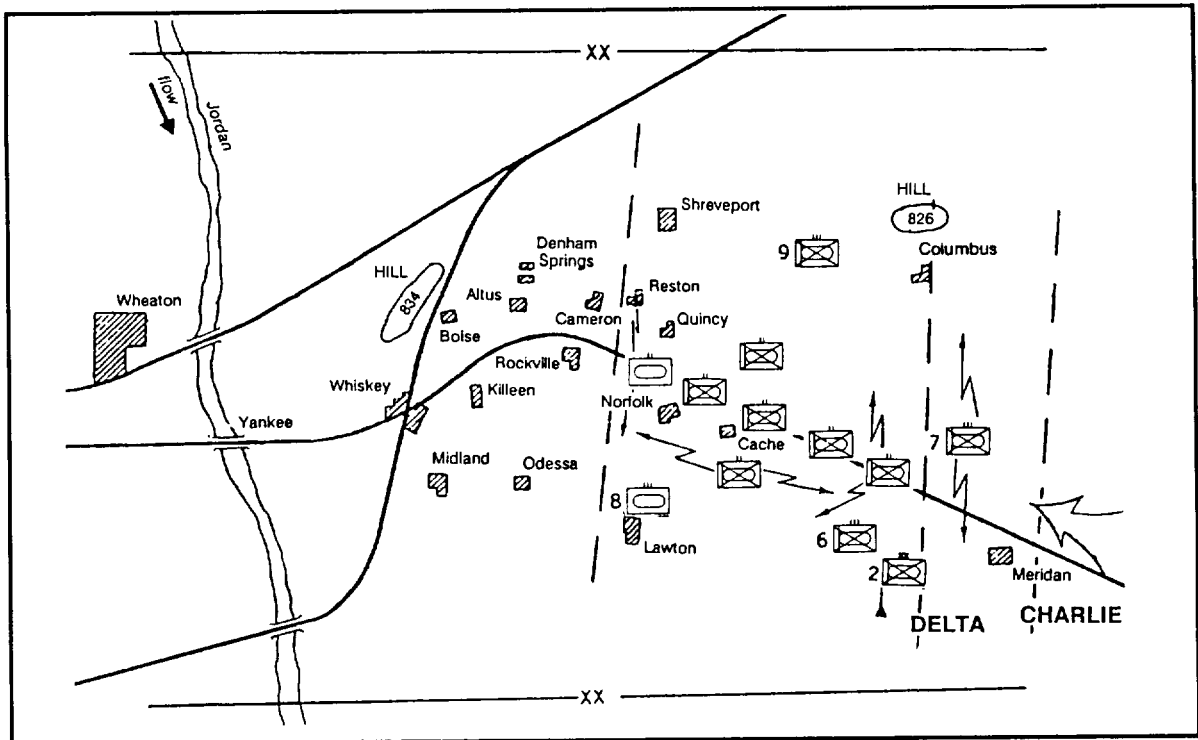 XX
flow
Jordan
HILL
826
Shreveport
Columbus
9
Denham
Springs
HILL
834
Altus
Reston
Wheaton
Boise
Cameron
Quincy
Rockville
Whiskey
Killeen
Norfolk
Yankee
Cache
7
Midland
Odessa
8
Lawton
6
2
Meridan
DELTA
CHARLIE
XX